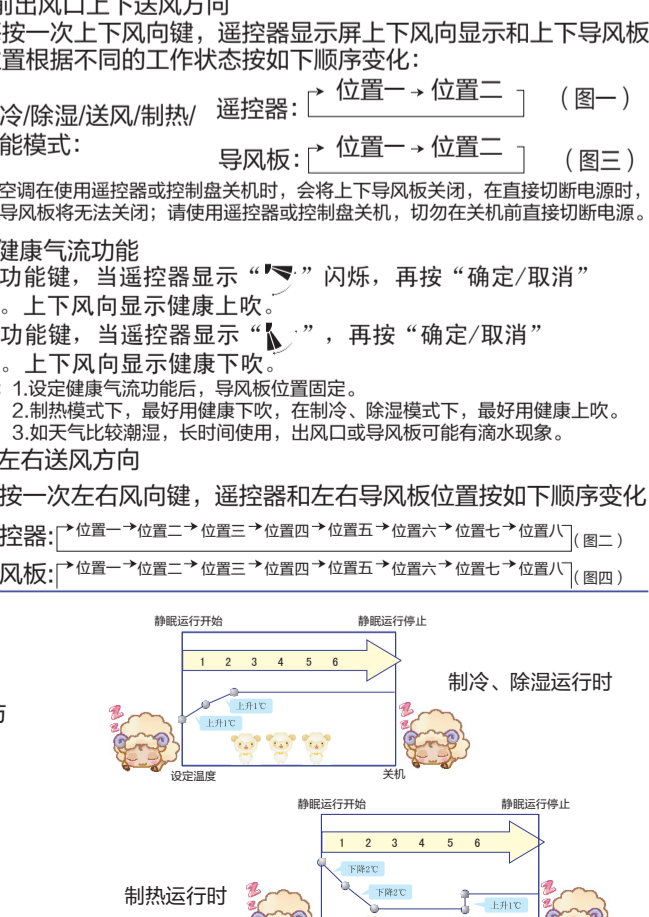 前出风口上下送风方向
按一次上下风向键，遥控器显示屏上下风向显示和上下导风板
置根据不同的工作状态按如下顺序变化：
冷/除湿/送风/制热/
能模式：
遥控器： 位置一→位置二 （图一）
导风板： 位置一→位置二 （图三）
空调在使用遥控器或控制盘关机时，会将上下导风板关闭，在直接切断电源时，
导风板将无法关闭；请使用遥控器或控制盘关机，切勿在关机前直接切断电源。
健康气流功能
功能键，当遥控器显示“ ”闪烁，再按“确定/取消”
。上下风向显示健康上吹。
功能键，当遥控器显示“ ”，再按“确定/取消”
。上下风向显示健康下吹。
：1.设定健康气流功能后，导风板位置固定。
2.制热模式下，最好用健康下吹，在制冷、除湿模式下，最好用健康上吹。
3.如天气比较潮湿，长时间使用，出风口或导风板可能有滴水现象。
左右送风方向
按一次左右风向键，遥控器和左右导风板位置按如下顺序变化
控器：→位置一→位置二→位置三→位置四→位置五→位置六→位置七→位置八（图二）
风板：→位置一→位置二→位置三→位置四→位置五→位置六→位置七→位置八（图四）
静眠运行开始 静眠运行停止
1 2 3 4 5 6
制冷、除湿运行时
上升1℃
上升1℃
z z z
z z z
设定温度 关机
静眠运行开始 静眠运行停止
1 2 3 4 5 6
下降2℃
制热运行时
下降2℃
上升1℃
z z
z z